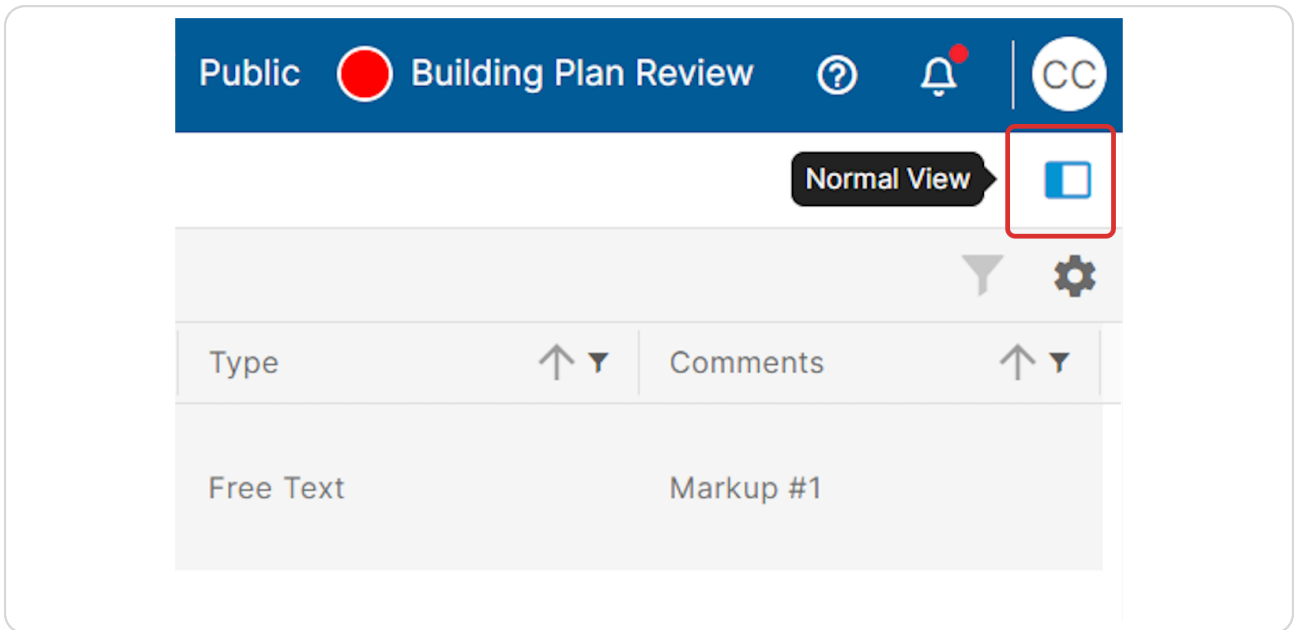 Public Building Plan Review CC
Normal View
Type Comments
Free Text Markup #1